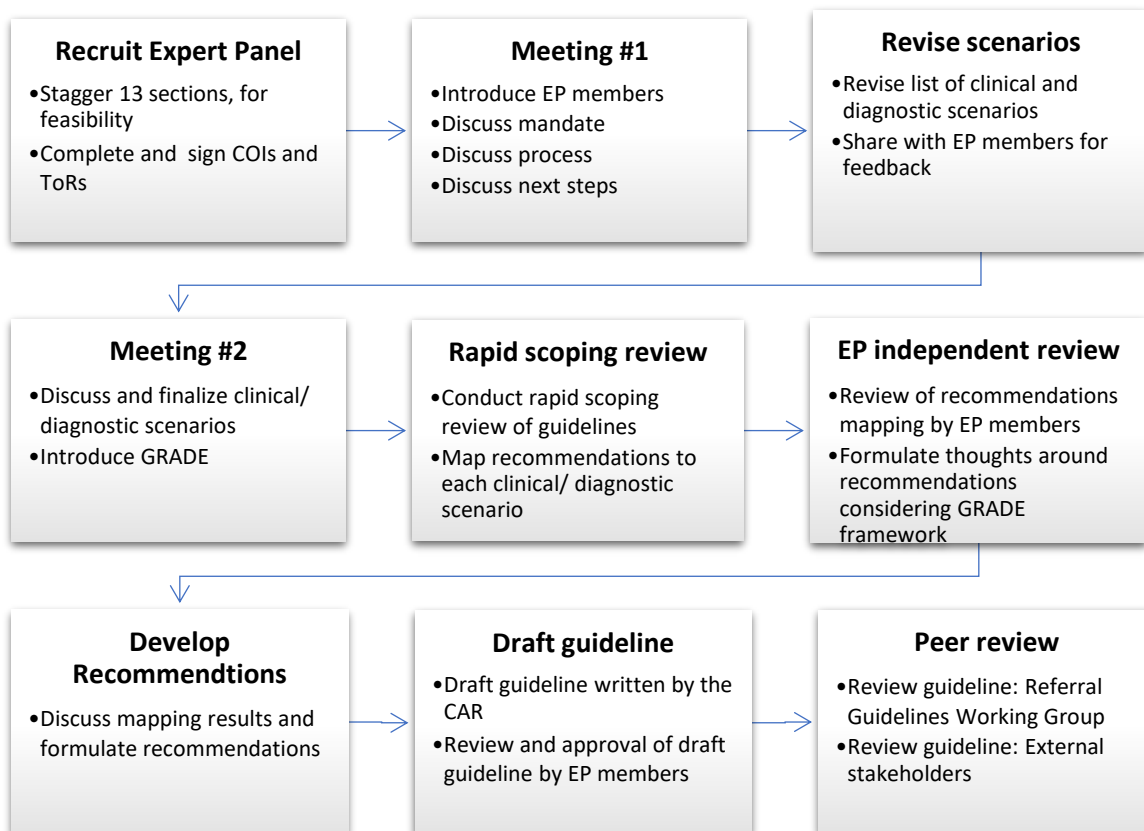 Recruit Expert Panel
•Stagger 13 sections, for
feasibility
•Complete and sign COIs and
ToRs
Meeting #1
•Introduce EP members
•Discuss mandate
•Discuss process
•Discuss next steps
Revise scenarios
•Revise list of clinical and
diagnostic scenarios
•Share with EP members for
feedback
Meeting #2
•Discuss and finalize clinical/
diagnostic scenarios
•Introduce GRADE
Rapid scoping review
•Conduct rapid scoping
review of guidelines
•Map recommendations to
each clinical/ diagnostic
scenario
EP independent review
•Review of recommendations
mapping by EP members
•Formulate thoughts around
recommendations
considering GRADE
framework
Develop
Recommendtions
•Discuss mapping results and
formulate recommendations
Draft guideline
•Draft guideline written by the
CAR
•Review and approval of draft
guideline by EP members
Peer review
•Review guideline: Referral
Guidelines Working Group
•Review guideline: External
stakeholders